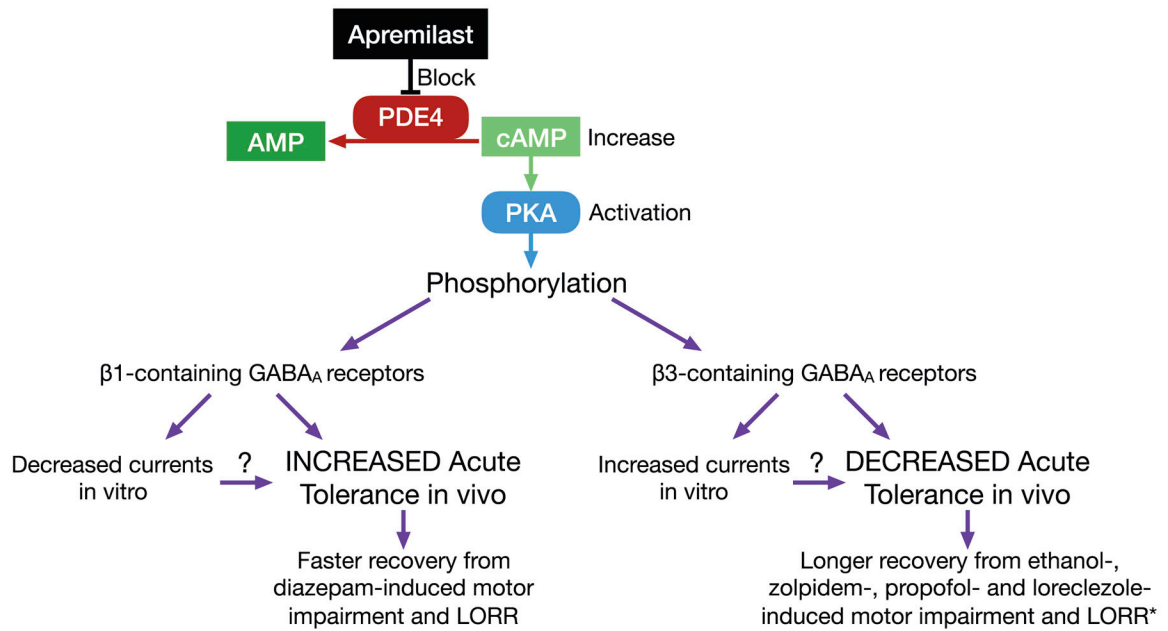 Apremilast
Block
PDE4
AMP
cAMP
Increase
PKA
Activation
Phosphorylation
β1-containing GABAA receptors
β3-containing GABAA receptors
Decreased currents
in vitro
?
INCREASED Acute
Tolerance in vivo
Increased currents
in vitro
?
DECREASED Acute
Tolerance in vivo
Faster recovery from
diazepam-induced motor
impairment and LORR
Longer recovery from ethanol-,
zolpidem-, propofol- and loreclezole-
induced motor impairment and LORR*